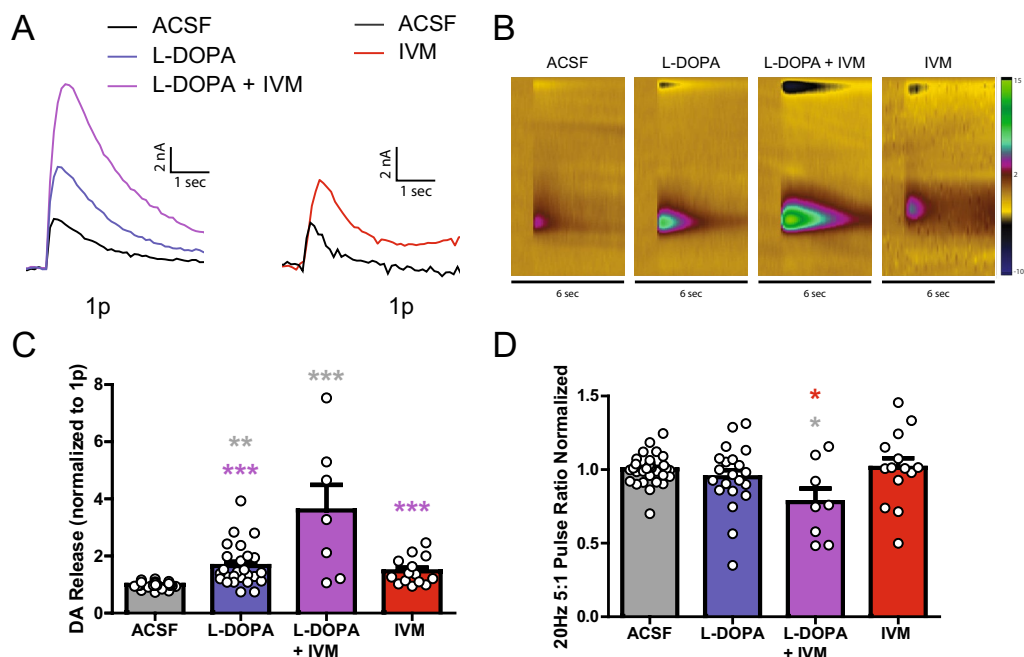 A
ACSF
L-DOPA
L-DOPA + IVM
2 nA
1 sec
1p
ACSF
IVM
2 nA
1 sec
1p
B
ACSF
L-DOPA
L-DOPA + IVM
IVM
15
2
-10
6 sec
6 sec
6 sec
6 sec
C
DA Release (normalized to 1p)
8
6
4
2
0
**
***
***
***
ACSF
L-DOPA
L-DOPA
+ IVM
IVM
D
20Hz 5:1 Pulse Ratio Normalized
1.5
1.0
0.5
0.0
*
*
ACSF
L-DOPA
L-DOPA
+ IVM
IVM